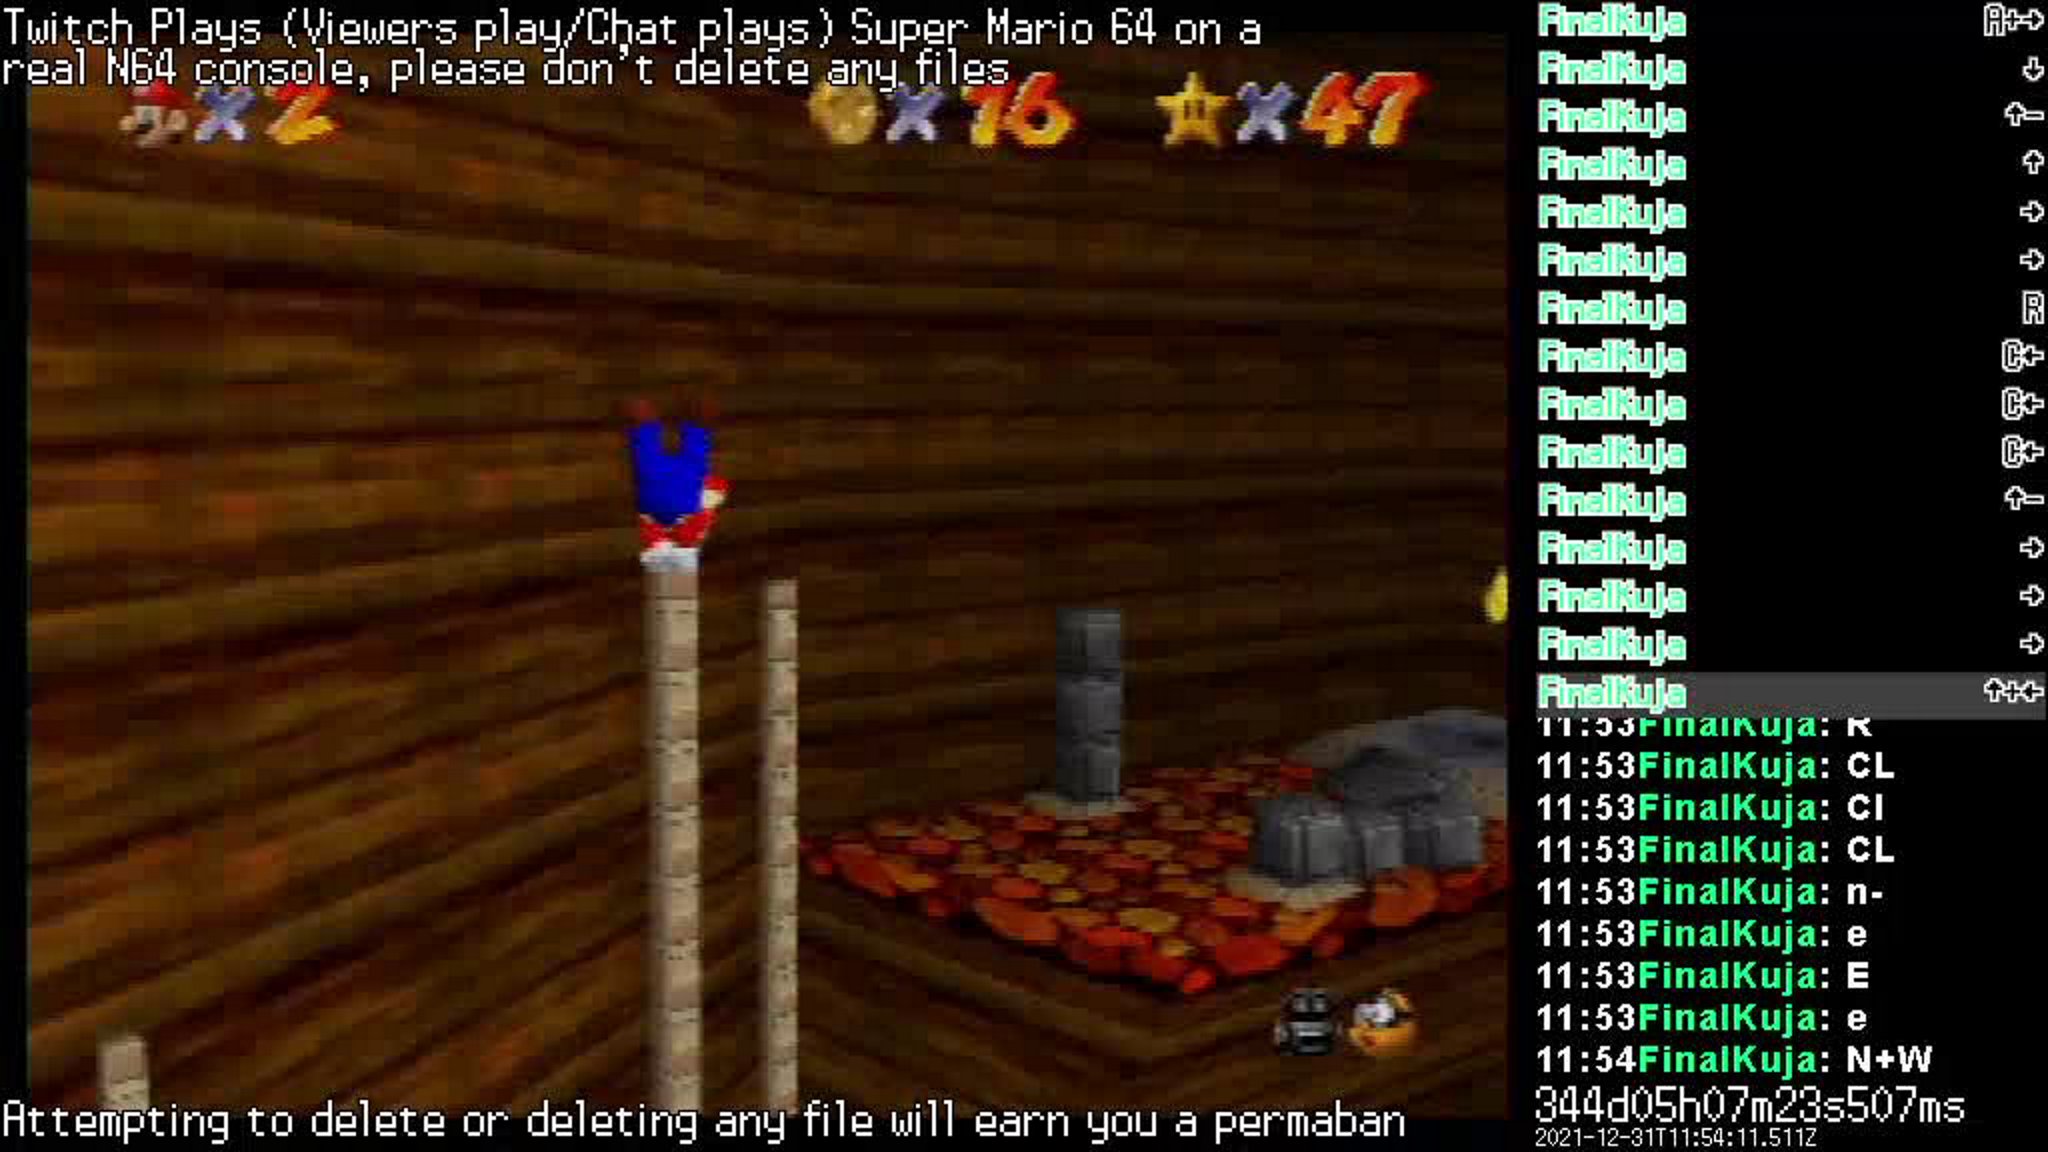 Twitch Plays (Viewers play/Chat plays) Super Mario 64 on a
real N64 console, please don't delete any files
x 2
x 76
x 47
FinalKuja A+→
FinalKuja ↓
FinalKuja ↑-
FinalKuja ↑
FinalKuja →
FinalKuja →
FinalKuja R
FinalKuja C←
FinalKuja C←
FinalKuja C←
FinalKuja ↑-
FinalKuja →
FinalKuja →
FinalKuja →
FinalKuja ↑+←
11:53FinalKuja: R
11:53FinalKuja: CL
11:53FinalKuja: Cl
11:53FinalKuja: CL
11:53FinalKuja: n-
11:53FinalKuja: e
11:53FinalKuja: E
11:53FinalKuja: e
11:54FinalKuja: N+W
344d05h07m23s507ms
2021-12-31T11:54:11.511Z
Attempting to delete or deleting any file will earn you a permaban